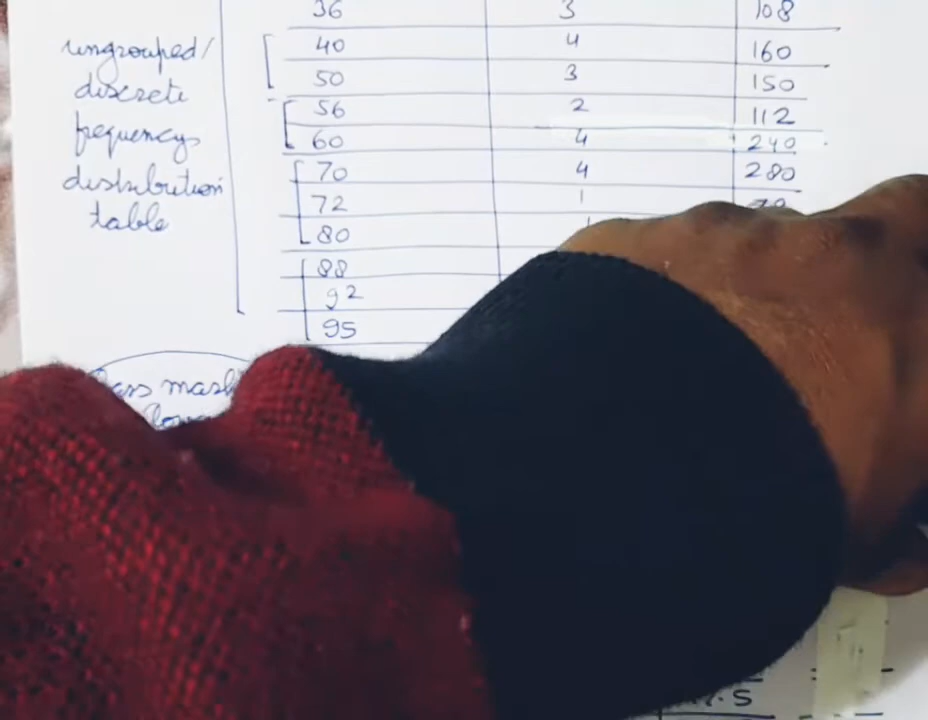 36 3 108
ungrouped/
discrete
frequency
distribution
table
40 4 160
50 3 150
56 2 112
60 4 240
70 4 280
72 1
80
88
92
95
mark